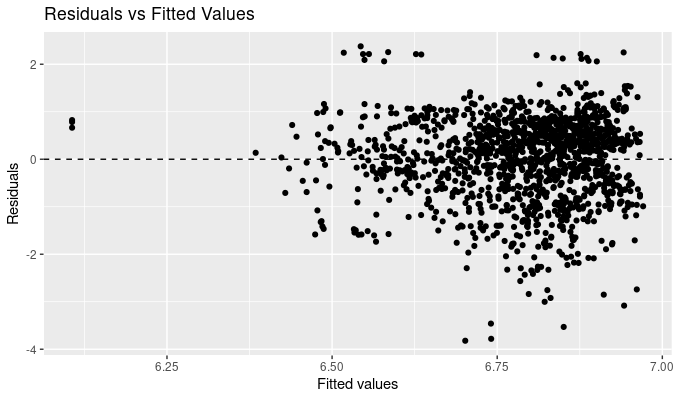 Residuals vs Fitted Values
Residuals
2
0
-2
-4
6.25
6.50
6.75
7.00
Fitted values